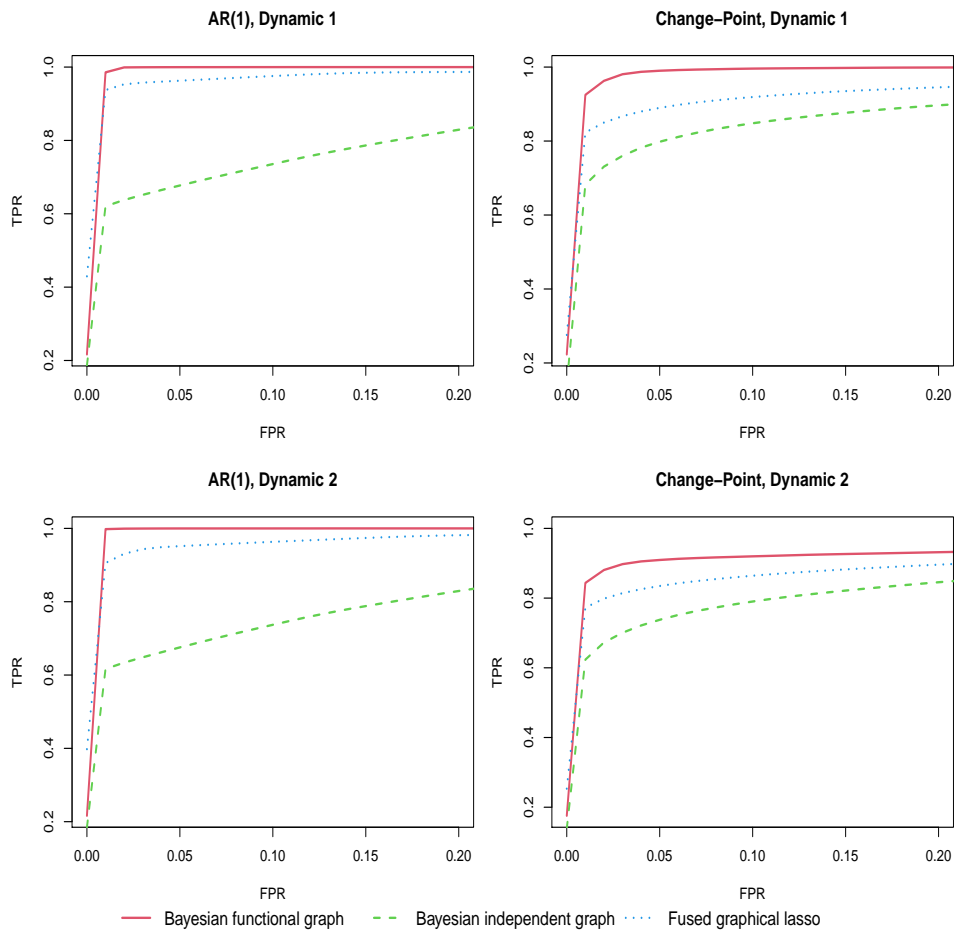 AR(1), Dynamic 1
TPR
0.2 0.4 0.6 0.8 1.0
0.00 0.05 0.10 0.15 0.20
FPR
Change−Point, Dynamic 1
TPR
0.2 0.4 0.6 0.8 1.0
0.00 0.05 0.10 0.15 0.20
FPR
AR(1), Dynamic 2
TPR
0.2 0.4 0.6 0.8 1.0
0.00 0.05 0.10 0.15 0.20
FPR
Change−Point, Dynamic 2
TPR
0.2 0.4 0.6 0.8 1.0
0.00 0.05 0.10 0.15 0.20
FPR
Bayesian functional graph Bayesian independent graph Fused graphical lasso